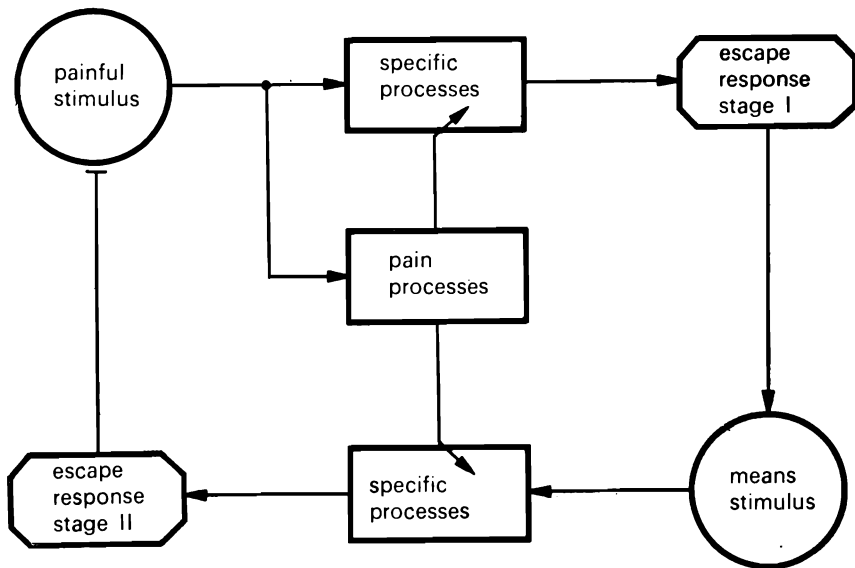 painful
stimulus
specific
processes
escape
response
stage I
pain
processes
escape
response
stage II
specific
processes
means
stimulus